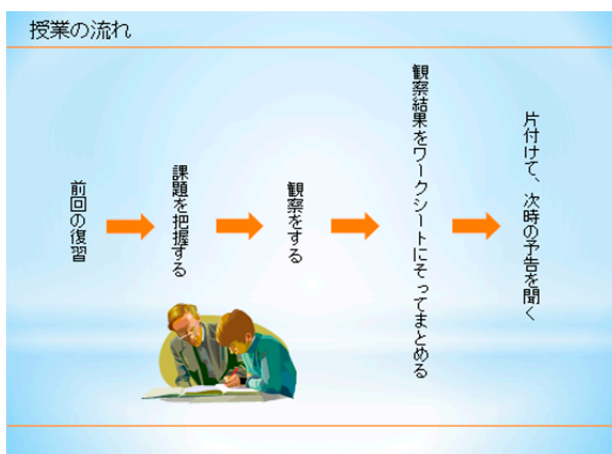 授業の流れ
前回の復習
課題を把握する
観察をする
観察結果をワークシートにそってまとめる
片付けて、次時の予告を聞く